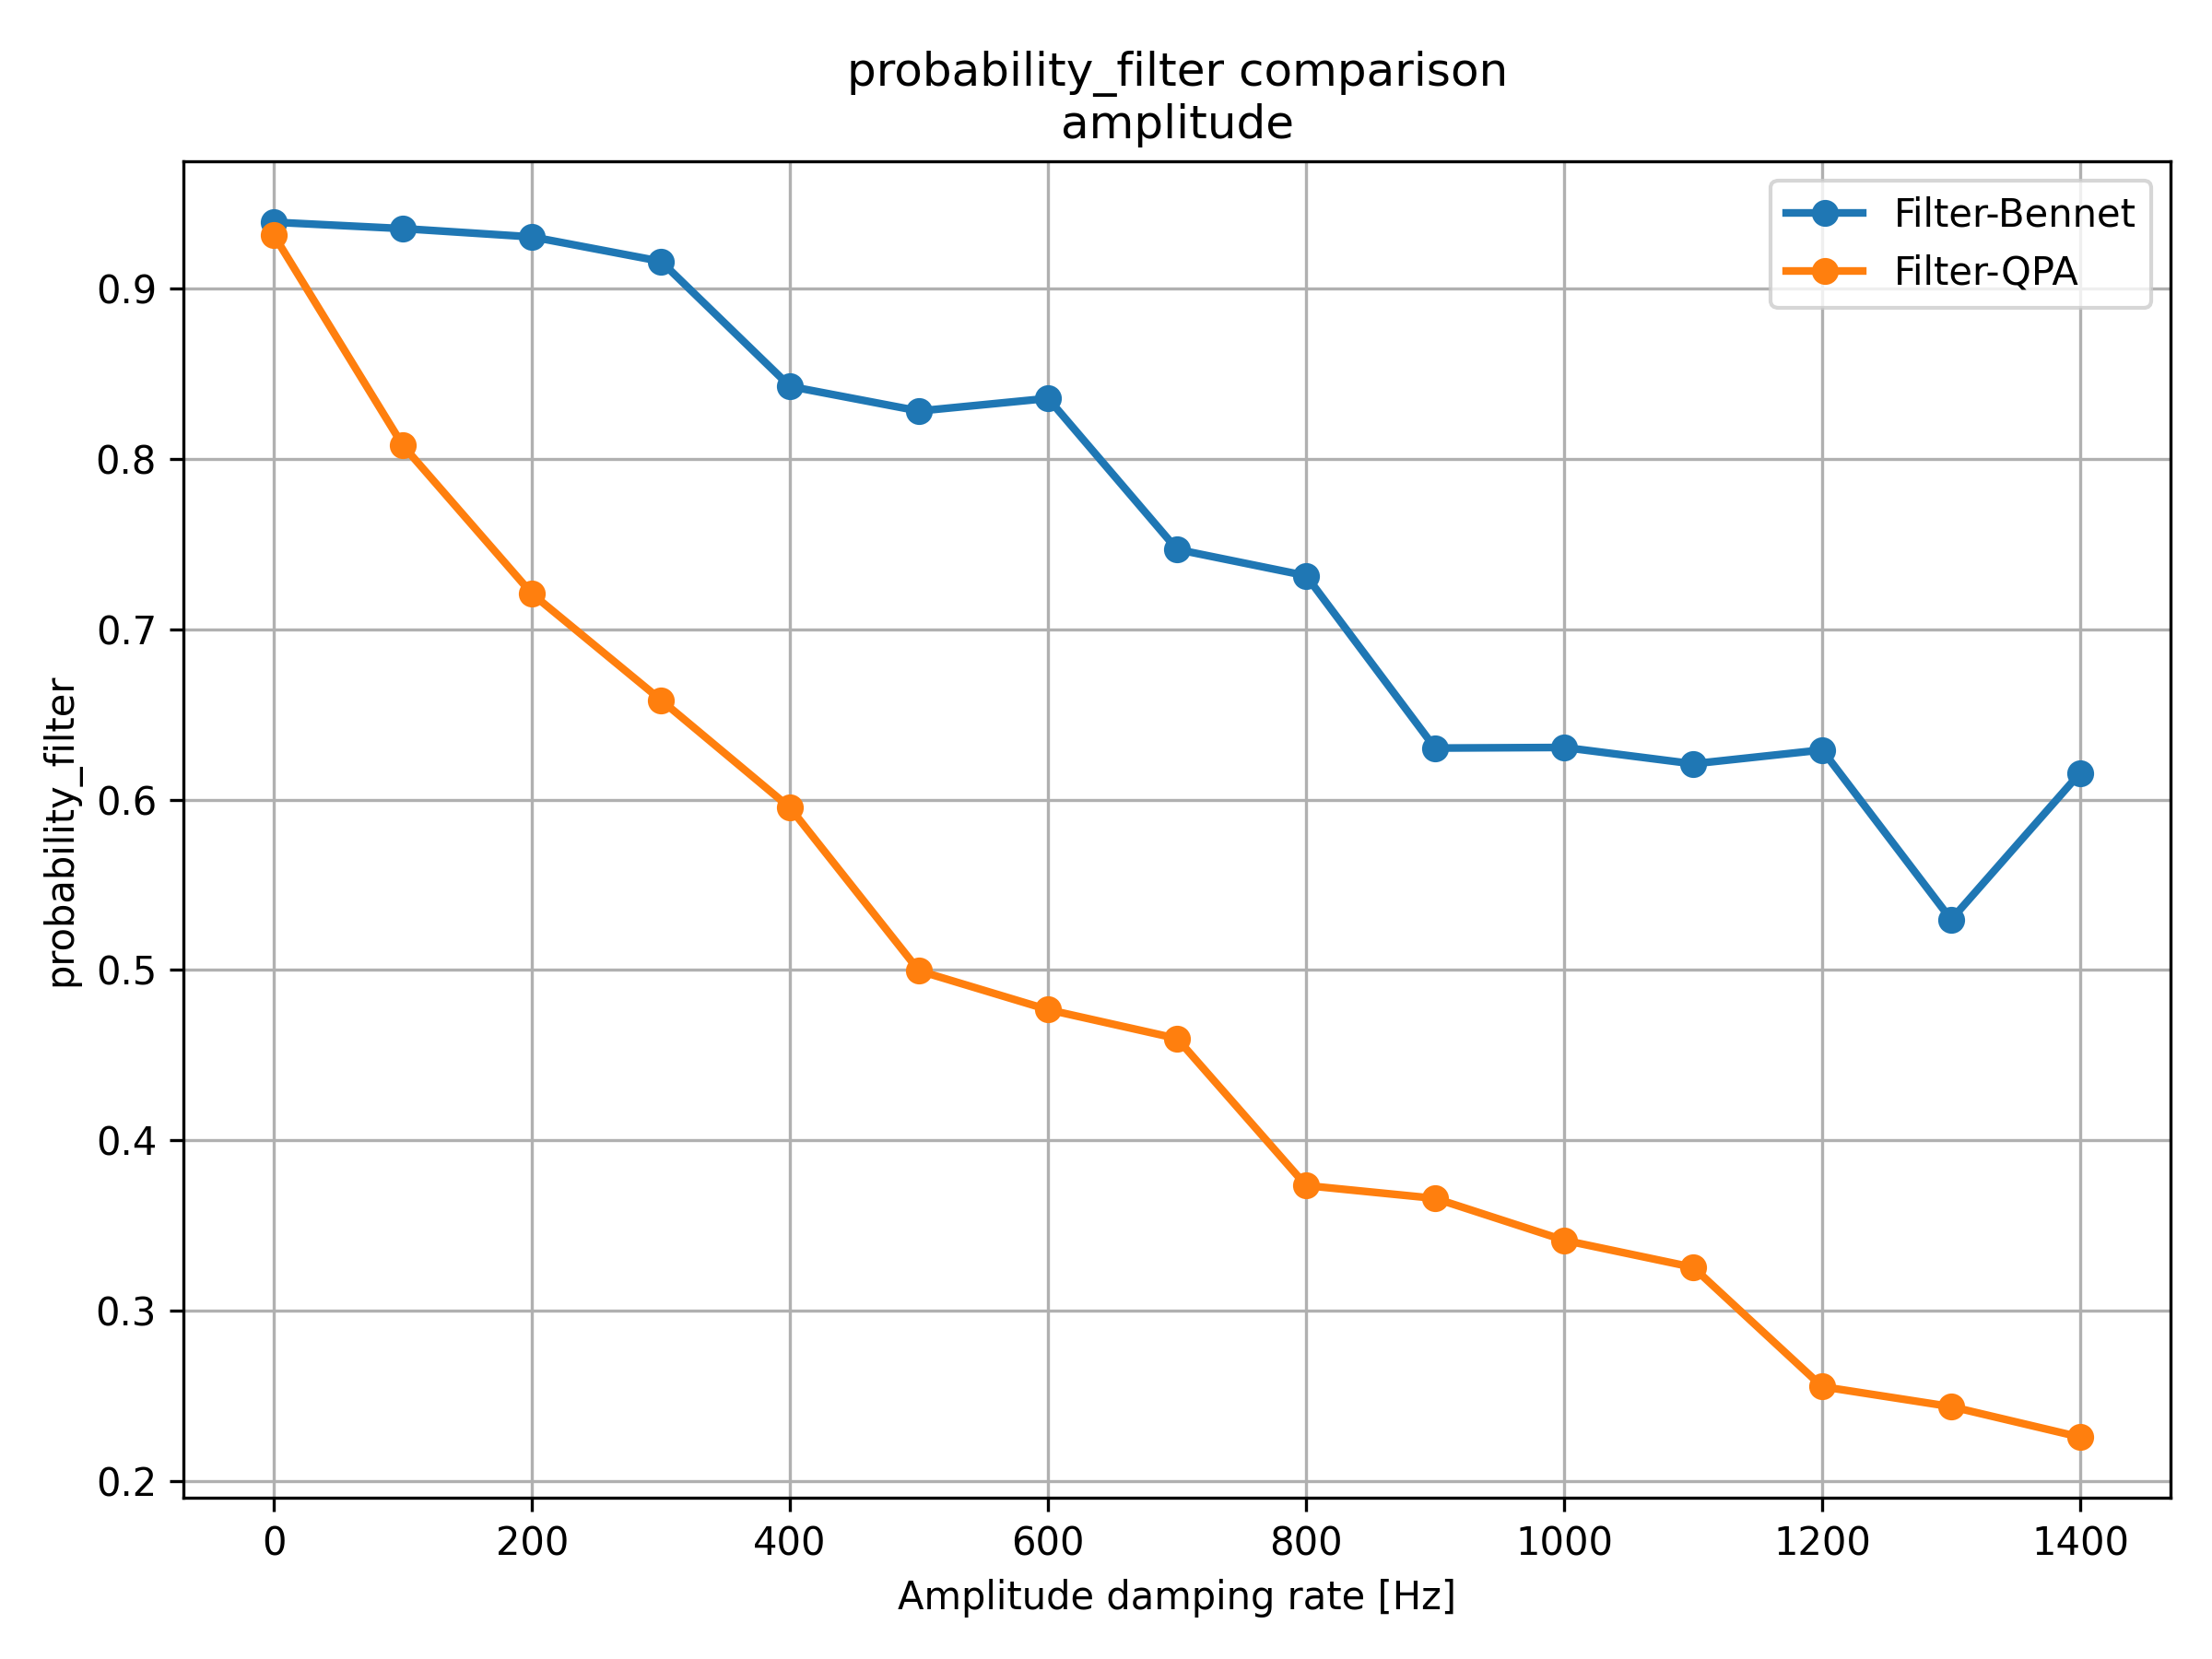 probability_filter comparison
amplitude
Filter-Bennet
Filter-QPA
probability_filter
0.9
0.8
0.7
0.6
0.5
0.4
0.3
0.2
0 200 400 600 800 1000 1200 1400
Amplitude damping rate [Hz]